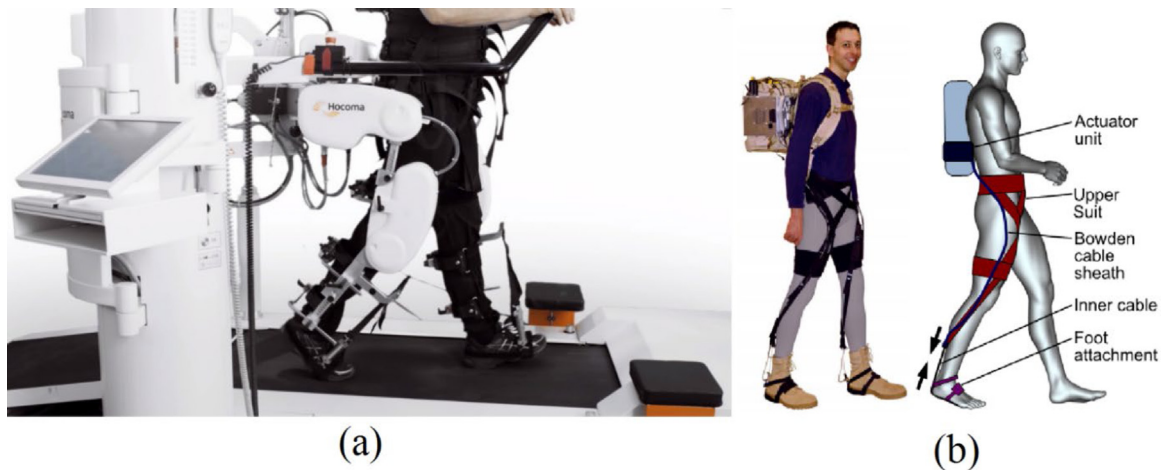 Hocoma
Actuator
unit
Upper
Suit
Bowden
cable
sheath
Inner cable
Foot
attachment
(a)
(b)